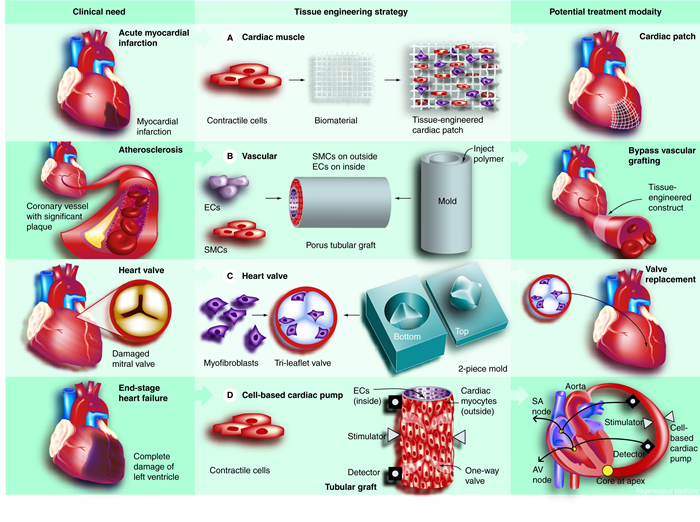 Clinical need
Tissue engineering strategy
Potential treatment modaity
Acute myocardial
infarction
Myocardial
infarction
A Cardiac muscle
Contractile cells
Biomaterial
Tissue-engineered
cardiac patch
Cardiac patch
Atherosclerosis
Coronary vessel
with significant
plaque
B Vascular
ECs
SMCs
SMCs on outside
ECs on inside
Porus tubular graft
Mold
Inject
polymer
Bypass vascular
grafting
Tissue-
engineered
construct
Heart valve
Damaged
mitral valve
C Heart valve
Myofibroblasts
Tri-leaflet valve
Bottom
Top
2-piece mold
Valve
replacement
End-stage
heart failure
Complete
damage of
left ventricle
D Cell-based cardiac pump
Contractile cells
ECs
(inside)
Cardiac
myocytes
(outside)
Stimulator
Detector
One-way
valve
Tubular graft
Aorta
SA
node
AV
node
Stimulator
Detector
Cell-
based
cardiac
pump
Core at apex
Regenerative Medicine